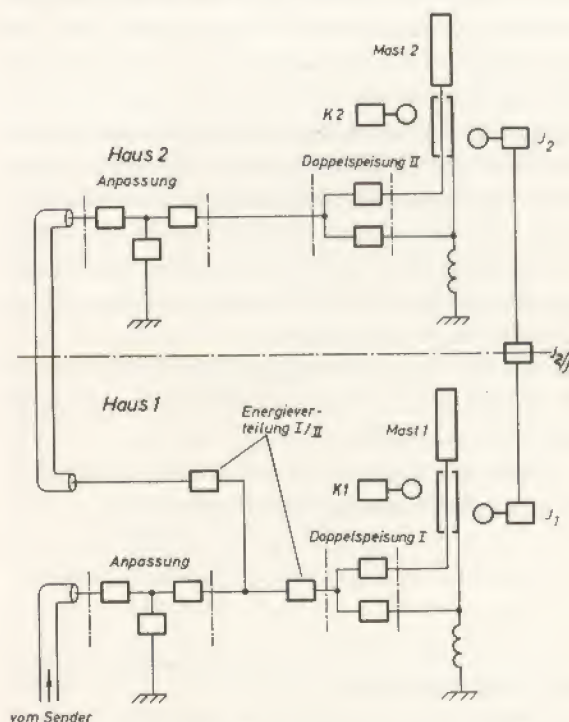 Mast 2
K2
J2
Haus 2
Anpassung
Doppelspeisung II
J2/J1
Haus 1
Energiever-
teilung I/II
Mast 1
K1
J1
Doppelspeisung I
Anpassung
vom Sender